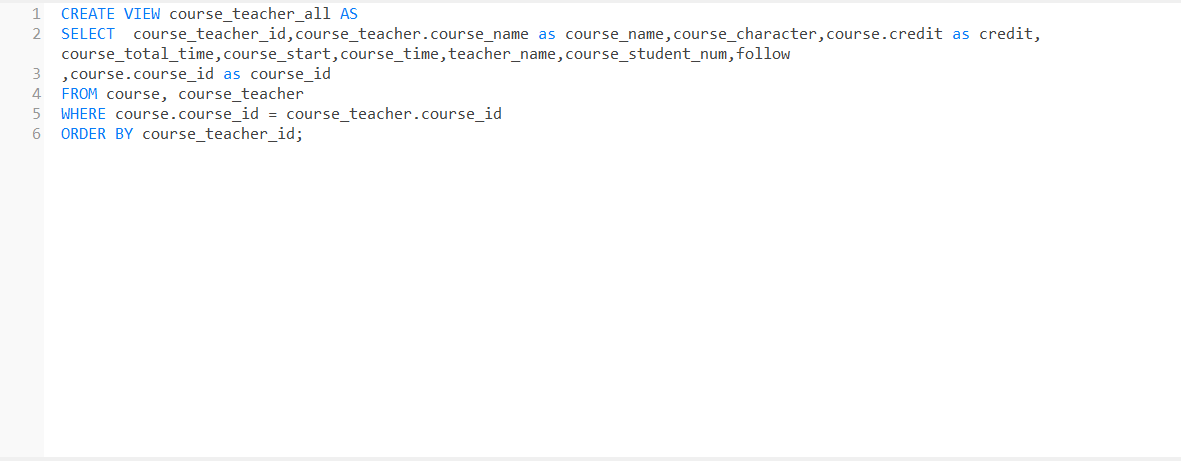 1 CREATE VIEW course_teacher_all AS
2 SELECT  course_teacher_id,course_teacher.course_name as course_name,course_character,course.credit as credit,
course_total_time,course_start,course_time,teacher_name,course_student_num,follow
3 ,course.course_id as course_id
4 FROM course, course_teacher
5 WHERE course.course_id = course_teacher.course_id
6 ORDER BY course_teacher_id;